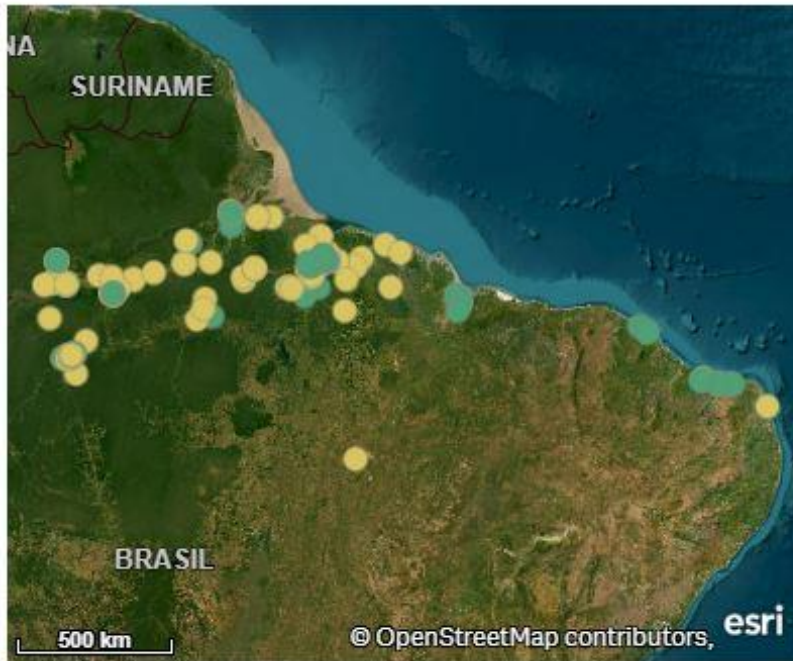 NA
SURINAME
BRASIL
500 km
© OpenStreetMap contributors,
esri